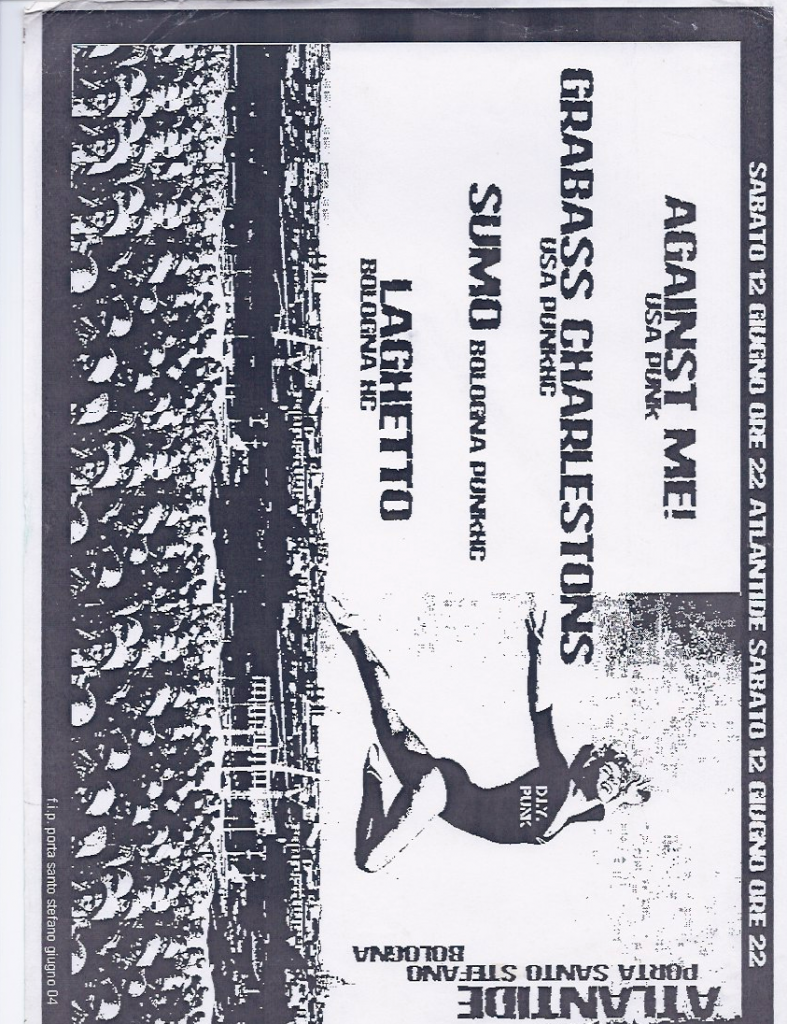 SABATO 12 GIUGNO ORE 22 ATLANTIDE SABATO 12 GIUGNO ORE 22
AGAINST ME!
USA PUNK
GRABASS CHARLESTONS
USA PUNKHC
SUMO BOLOGNA PUNKHC
LAGHETTO
BOLOGNA HC
D.I.Y.
PUNK
ATLANTIDE
PORTA SANTO STEFANO
BOLOGNA
f.i.p. porta santo stefano giugno 04